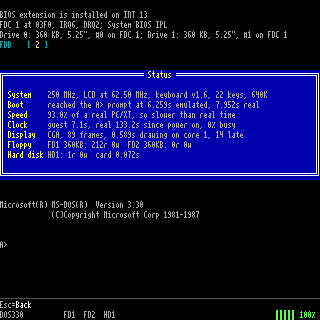 BIOS extension is installed on INT 13
FDC 1 at 03F0, IRQ6, DRQ2; System BIOS IPL
Drive 0: 360 KB, 5.25", #0 on FDC 1; Drive 1: 360 KB, 5.25", #1 on FDC 1
FDD [ 2 ]
Status
System 250 MHz, LCD at 62.50 MHz, keyboard v1.6, 22 keys, 640K
Boot reached the A> prompt at 6.259s emulated, 7.952s real
Speed 93.0% of a real PC/XT, so slower than real time
Clock guest 7.1s, real 133.2s since power on, 0% busy
Display CGA, 89 frames, 0.589s drawing on core 1, 14 late
Floppy FD1 360KB: 212r 0w FD2 360KB: 0r 0w
Hard disk HD1: 1r 0w card 0.072s
Microsoft(R) MS-DOS(R) Version 3.30
(C)Copyright Microsoft Corp 1981-1987
A>
Esc=Back
DOS330 FD1 FD2 HD1 100%